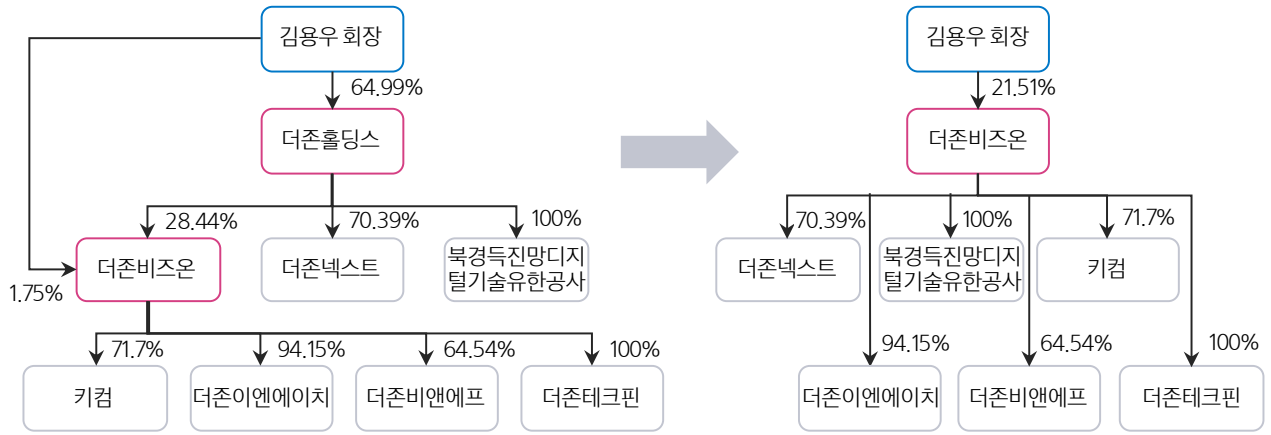 김용우 회장
64.99%
더존홀딩스
28.44%
70.39%
100%
더존비즈온
더존넥스트
북경득진망디지
털기술유한공사
1.75%
71.7%
94.15%
64.54%
100%
키컴
더존이엔에이치
더존비앤에프
더존테크핀
김용우 회장
21.51%
더존비즈온
70.39%
100%
71.7%
더존넥스트
북경득진망디지
털기술유한공사
키컴
94.15%
64.54%
100%
더존이엔에이치
더존비앤에프
더존테크핀